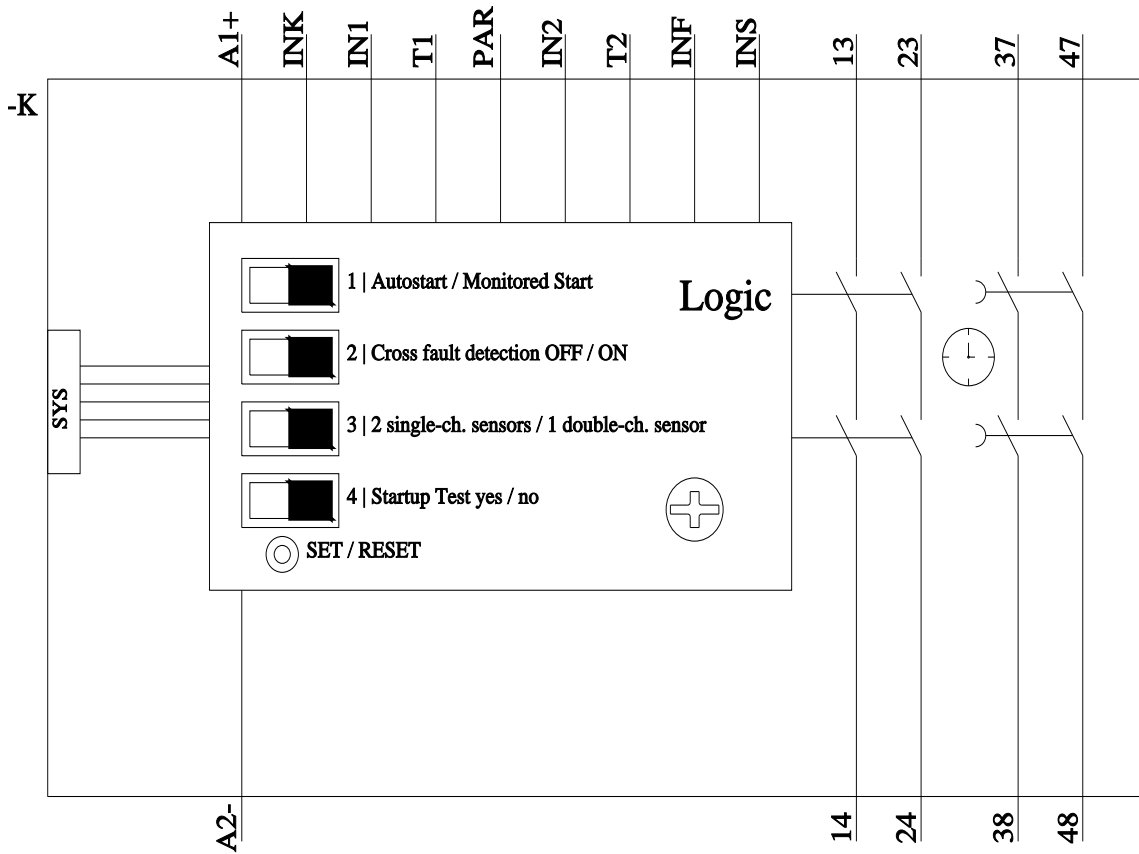 A1+
INK
IN1
T1
PAR
IN2
T2
INF
INS
13
23
37
47
-K
1 | Autostart / Monitored Start
Logic
2 | Cross fault detection OFF / ON
SYS
3 | 2 single-ch. sensors / 1 double-ch. sensor
4 | Startup Test yes / no
SET / RESET
A2-
14
24
38
48